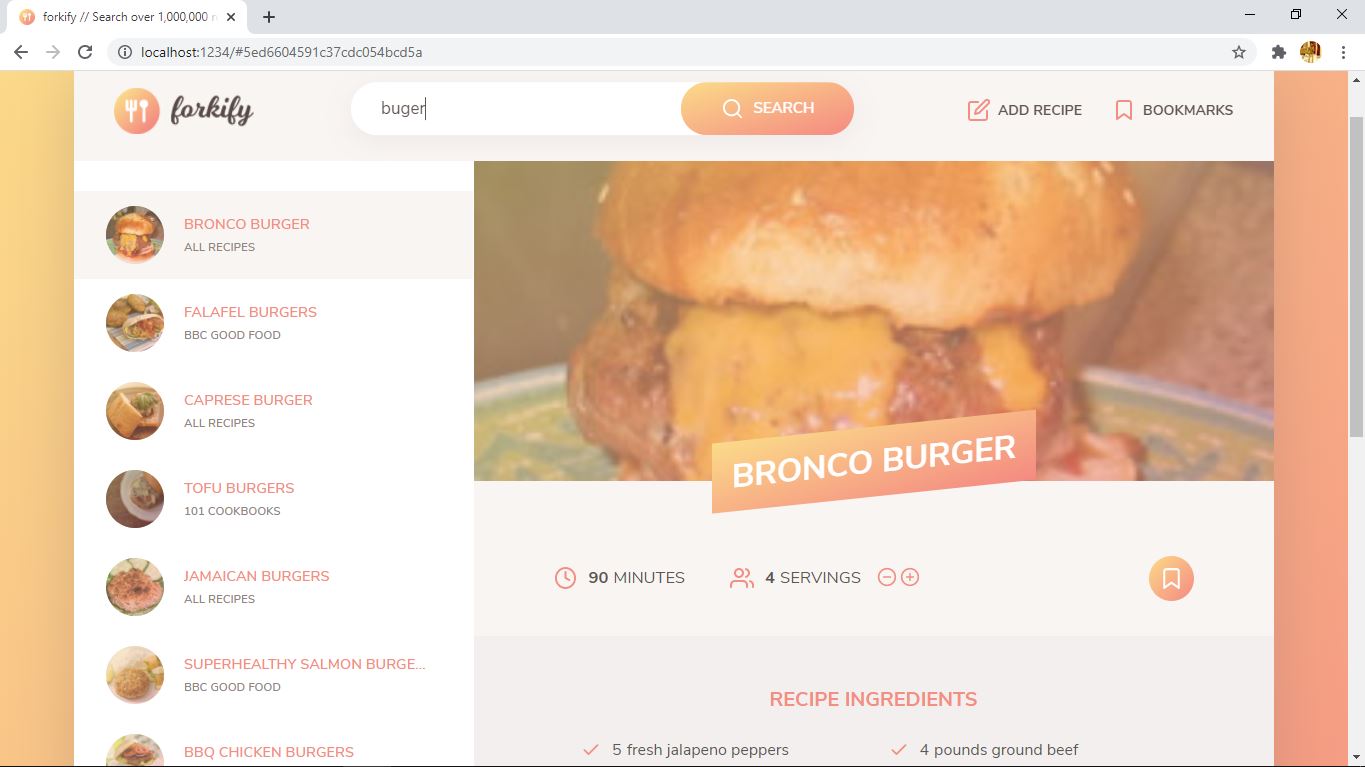 forkify // Search over 1,000,000
localhost:1234/#5ed6604591c37cdc054bcd5a
forkify
buger
SEARCH
ADD RECIPE
BOOKMARKS
BRONCO BURGER
ALL RECIPES
FALAFEL BURGERS
BBC GOOD FOOD
CAPRESE BURGER
ALL RECIPES
TOFU BURGERS
101 COOKBOOKS
JAMAICAN BURGERS
ALL RECIPES
SUPERHEALTHY SALMON BURGE...
BBC GOOD FOOD
BBQ CHICKEN BURGERS
BRONCO BURGER
90 MINUTES
4 SERVINGS
RECIPE INGREDIENTS
5 fresh jalapeno peppers
4 pounds ground beef